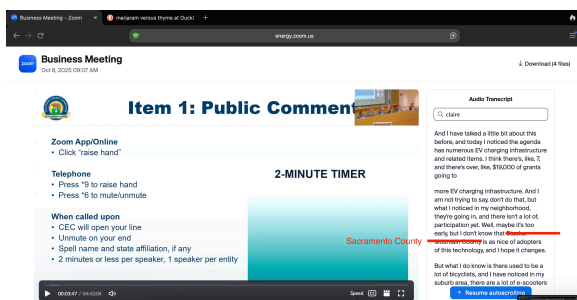 Business Meeting - Zoom
marjaram versus thyme at Duckd
energy.zoom.us
zoom
Business Meeting
Oct 8, 2025 09:07 AM
Download (4 files)
Item 1: Public Comment
Zoom App/Online
• Click "raise hand"
Telephone
• Press *9 to raise hand
• Press *6 to mute/unmute
When called upon
• CEC will open your line
• Unmute on your end
• Spell name and state affiliation, if any
• 2 minutes or less per speaker, 1 speaker per entity
2-MINUTE TIMER
00:03:47 / 04:43:04
Speed
CC
Audio Transcript
claire
And I have talked a little bit about this
before, and today I noticed the agenda
has numerous EV charging infrastructure
and related items. I think there's, like, 7,
and there's over, like, $19,000 of grants
going to
more EV charging infrastructure. And I
am not trying to say, don't do that, but
what I noticed in my neighborhood,
they're going in, and there isn't a lot of,
participation yet. Well, maybe it's too
early, but I don't know that
Sacramento County
County is as nice of adopters
of this technology, and I hope it changes.
But what I do know is there used to be a
lot of bicyclists, and I have noticed in my
suburb area, there are a lot of e-scooters
Resume autoscrolling